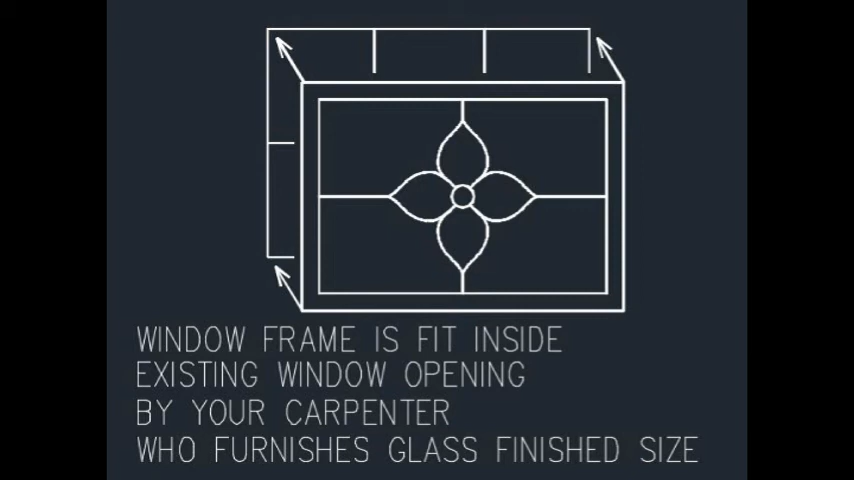 WINDOW FRAME IS FIT INSIDE
EXISTING WINDOW OPENING
BY YOUR CARPENTER
WHO FURNISHES GLASS FINISHED SIZE